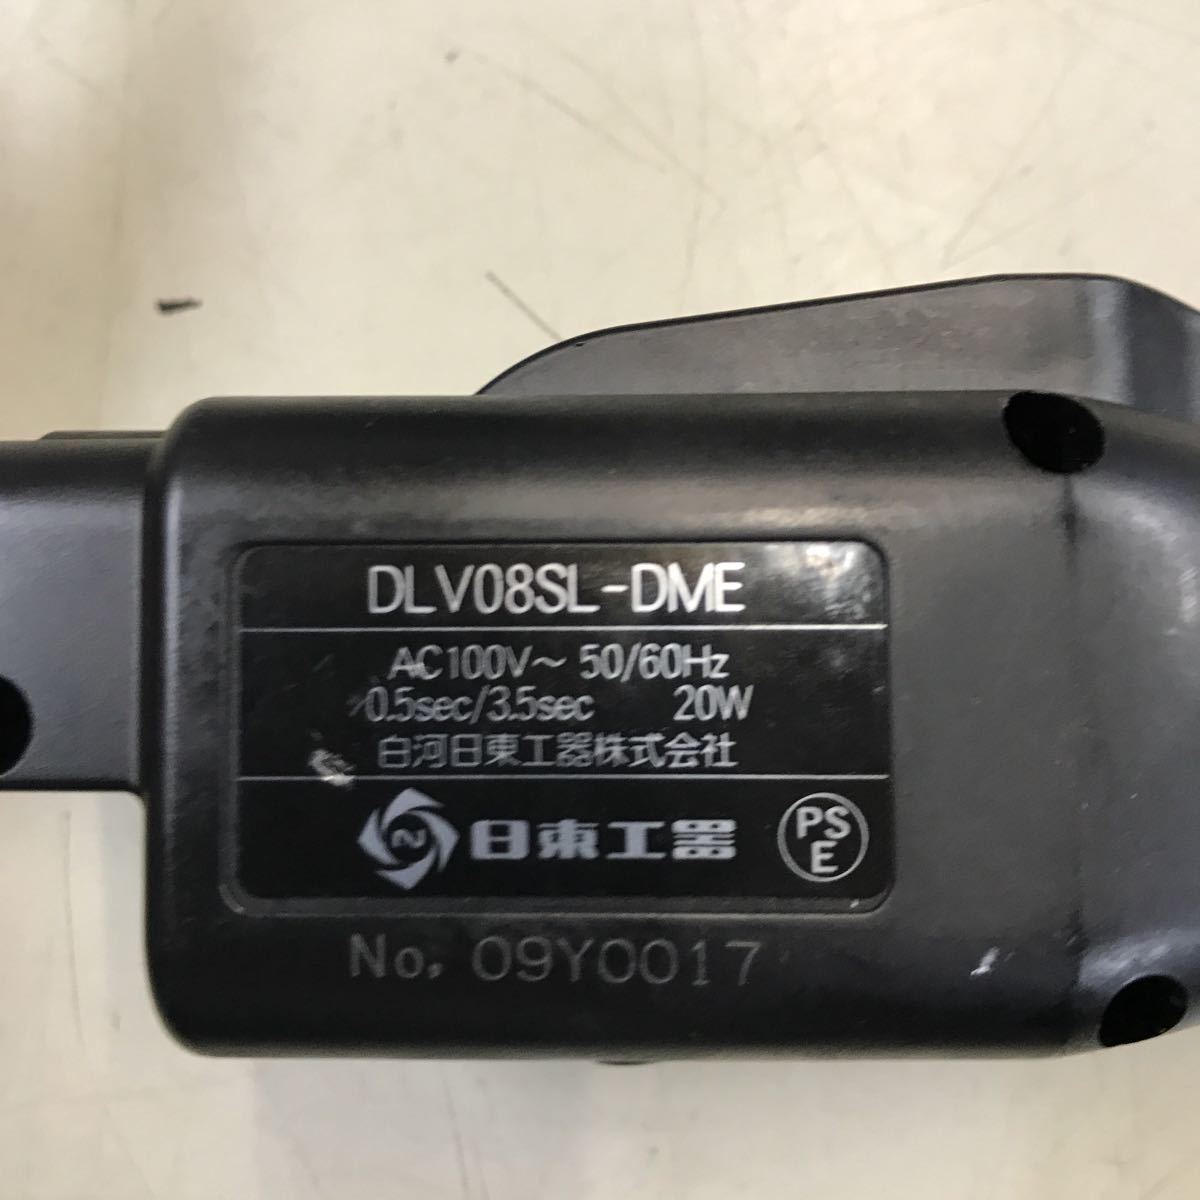 DLV08SL-DME
AC100V～ 50/60Hz
0.5sec/3.5sec 20W
白河日東工器株式会社
日東工器
PS
E
No. 09Y0017